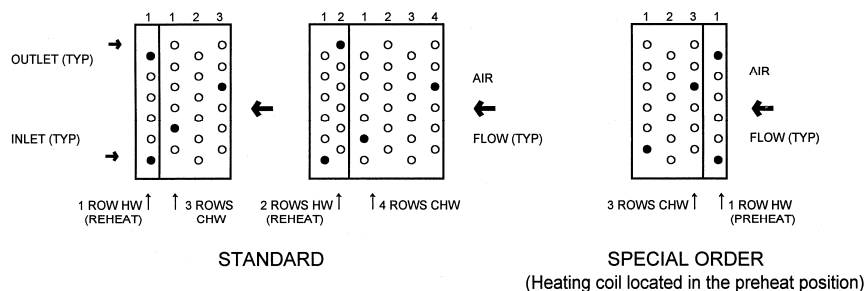 1 1 2 3
1 2 1 2 3 4
1 2 3 1
OUTLET (TYP)
AIR
AIR
INLET (TYP)
FLOW (TYP)
FLOW (TYP)
1 ROW HW
(REHEAT)
3 ROWS
CHW
2 ROWS HW
(REHEAT)
4 ROWS CHW
3 ROWS CHW
1 ROW HW
(PREHEAT)
STANDARD
SPECIAL ORDER
(Heating coil located in the preheat position)